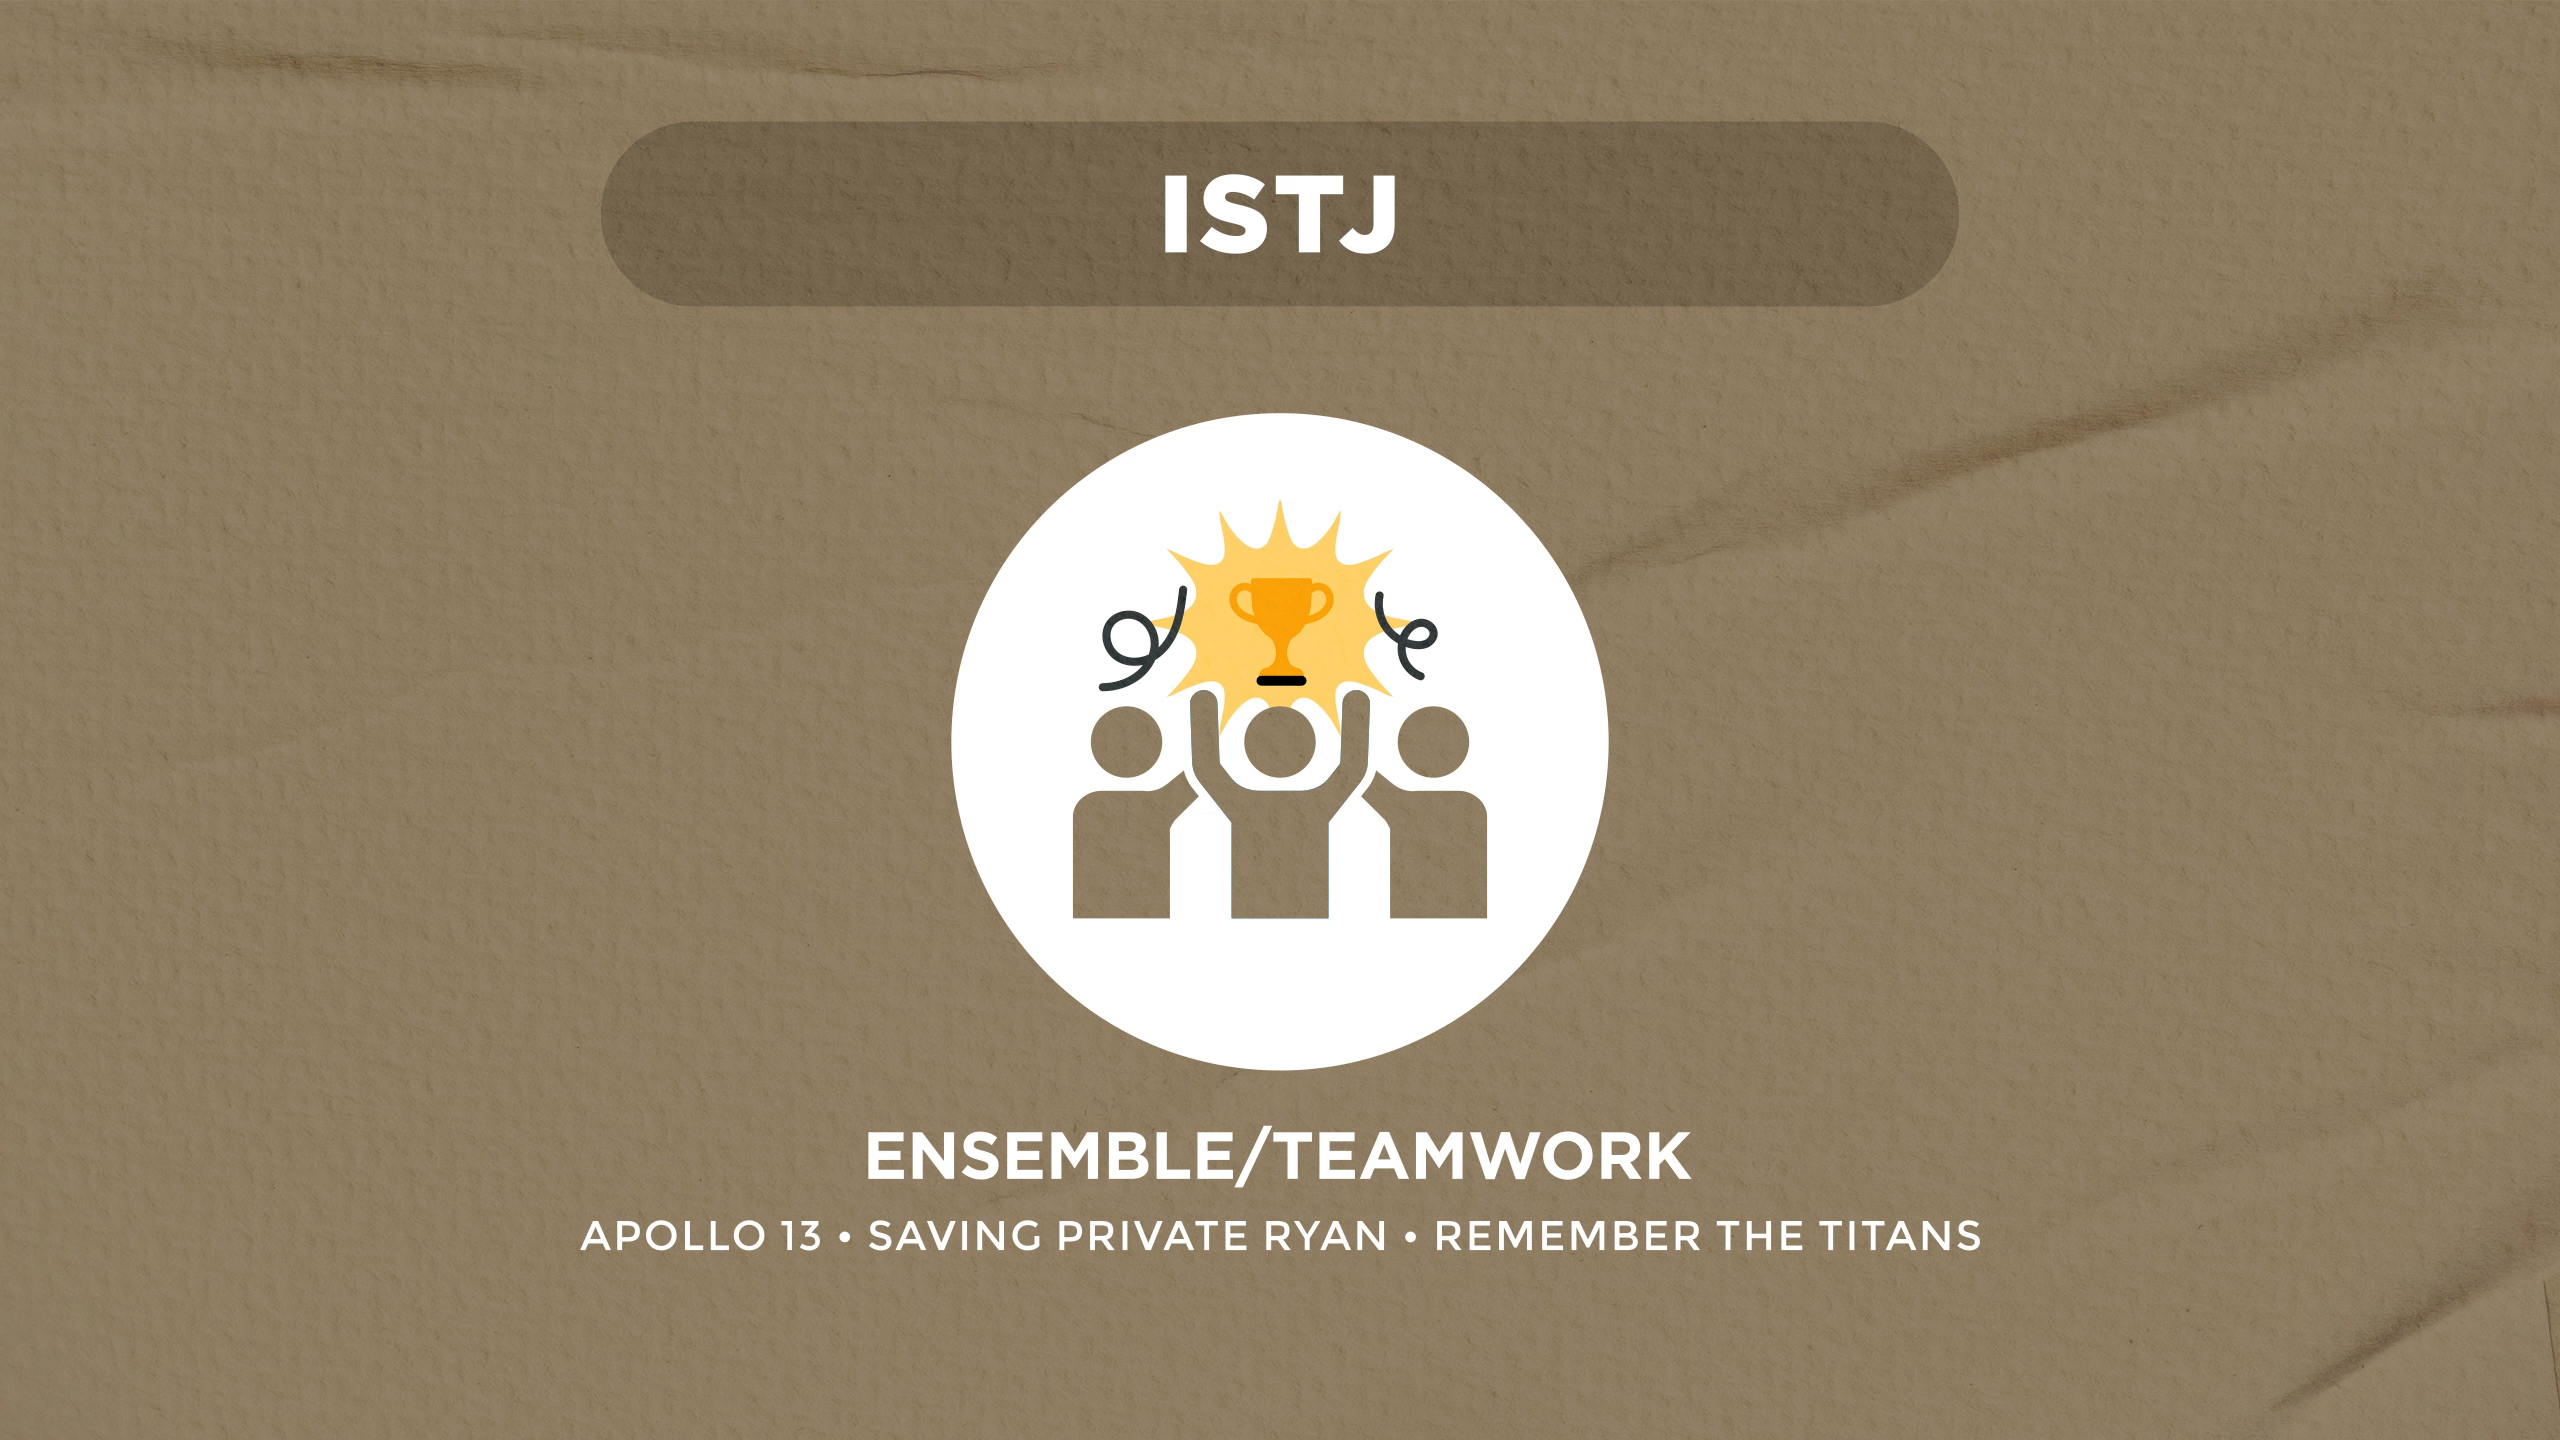 ISTJ
ENSEMBLE/TEAMWORK
APOLLO 13 • SAVING PRIVATE RYAN • REMEMBER THE TITANS